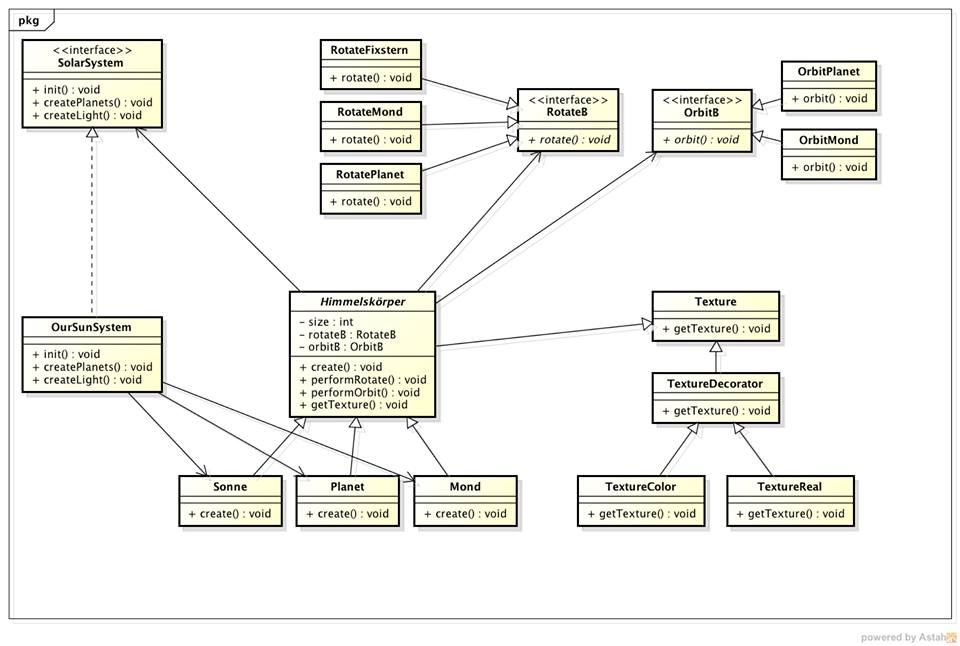 pkg
<<interface>>
SolarSystem
+ init() : void
+ createPlanets() : void
+ createLight() : void
RotateFixstern
+ rotate() : void
RotateMond
+ rotate() : void
RotatePlanet
+ rotate() : void
<<interface>>
RotateB
+ rotate() : void
<<interface>>
OrbitB
+ orbit() : void
OrbitPlanet
+ orbit() : void
OrbitMond
+ orbit() : void
Himmelskörper
- size : int
- rotateB : RotateB
- orbitB : OrbitB
+ create() : void
+ performRotate() : void
+ performOrbit() : void
+ getTexture() : void
OurSunSystem
+ init() : void
+ createPlanets() : void
+ createLight() : void
Texture
+ getTexture() : void
TextureDecorator
+ getTexture() : void
Sonne
+ create() : void
Planet
+ create() : void
Mond
+ create() : void
TextureColor
+ getTexture() : void
TextureReal
+ getTexture() : void
powered by Astah